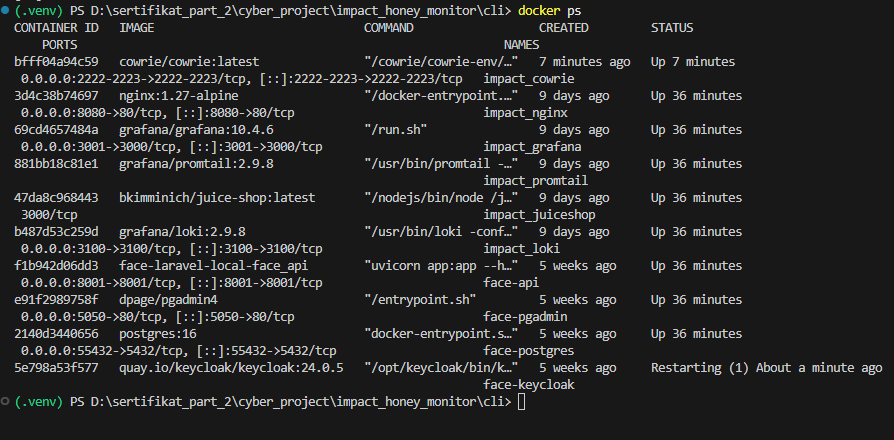 (.venv) PS D:\sertifikat_part_2\cyber_project\impact_honey_monitor\cli> docker ps
CONTAINER ID   IMAGE                           COMMAND                  CREATED         STATUS
    PORTS                                                        NAMES
bfff04a94c59   cowrie/cowrie:latest            "/cowrie/cowrie-env/…"   7 minutes ago   Up 7 minutes
 0.0.0.0:2222-2223->2222-2223/tcp, [::]:2222-2223->2222-2223/tcp   impact_cowrie
3d4c38b74697   nginx:1.27-alpine               "/docker-entrypoint.…"   9 days ago      Up 36 minutes
 0.0.0.0:8080->80/tcp, [::]:8080->80/tcp                           impact_nginx
69cd4657484a   grafana/grafana:10.4.6          "/run.sh"                9 days ago      Up 36 minutes
 0.0.0.0:3001->3000/tcp, [::]:3001->3000/tcp                       impact_grafana
881bb18c81e1   grafana/promtail:2.9.8          "/usr/bin/promtail -…"   9 days ago      Up 36 minutes
                                                                   impact_promtail
47da8c968443   bkimminich/juice-shop:latest    "/nodejs/bin/node /j…"   9 days ago      Up 36 minutes
 3000/tcp                                                          impact_juiceshop
b487d53c259d   grafana/loki:2.9.8              "/usr/bin/loki -conf…"   9 days ago      Up 36 minutes
 0.0.0.0:3100->3100/tcp, [::]:3100->3100/tcp                       impact_loki
f1b942d06dd3   face-laravel-local-face_api     "uvicorn app:app --h…"   5 weeks ago     Up 36 minutes
 0.0.0.0:8001->8001/tcp, [::]:8001->8001/tcp                       face-api
e91f2989758f   dpage/pgadmin4                  "/entrypoint.sh"         5 weeks ago     Up 36 minutes
 0.0.0.0:5050->80/tcp, [::]:5050->80/tcp                           face-pgadmin
2140d3440656   postgres:16                     "docker-entrypoint.s…"   5 weeks ago     Up 36 minutes
 0.0.0.0:55432->5432/tcp, [::]:55432->5432/tcp                     face-postgres
5e798a53f577   quay.io/keycloak/keycloak:24.0.5   "/opt/keycloak/bin/k…"   5 weeks ago     Restarting (1) About a minute ago
                                                                   face-keycloak
(.venv) PS D:\sertifikat_part_2\cyber_project\impact_honey_monitor\cli>